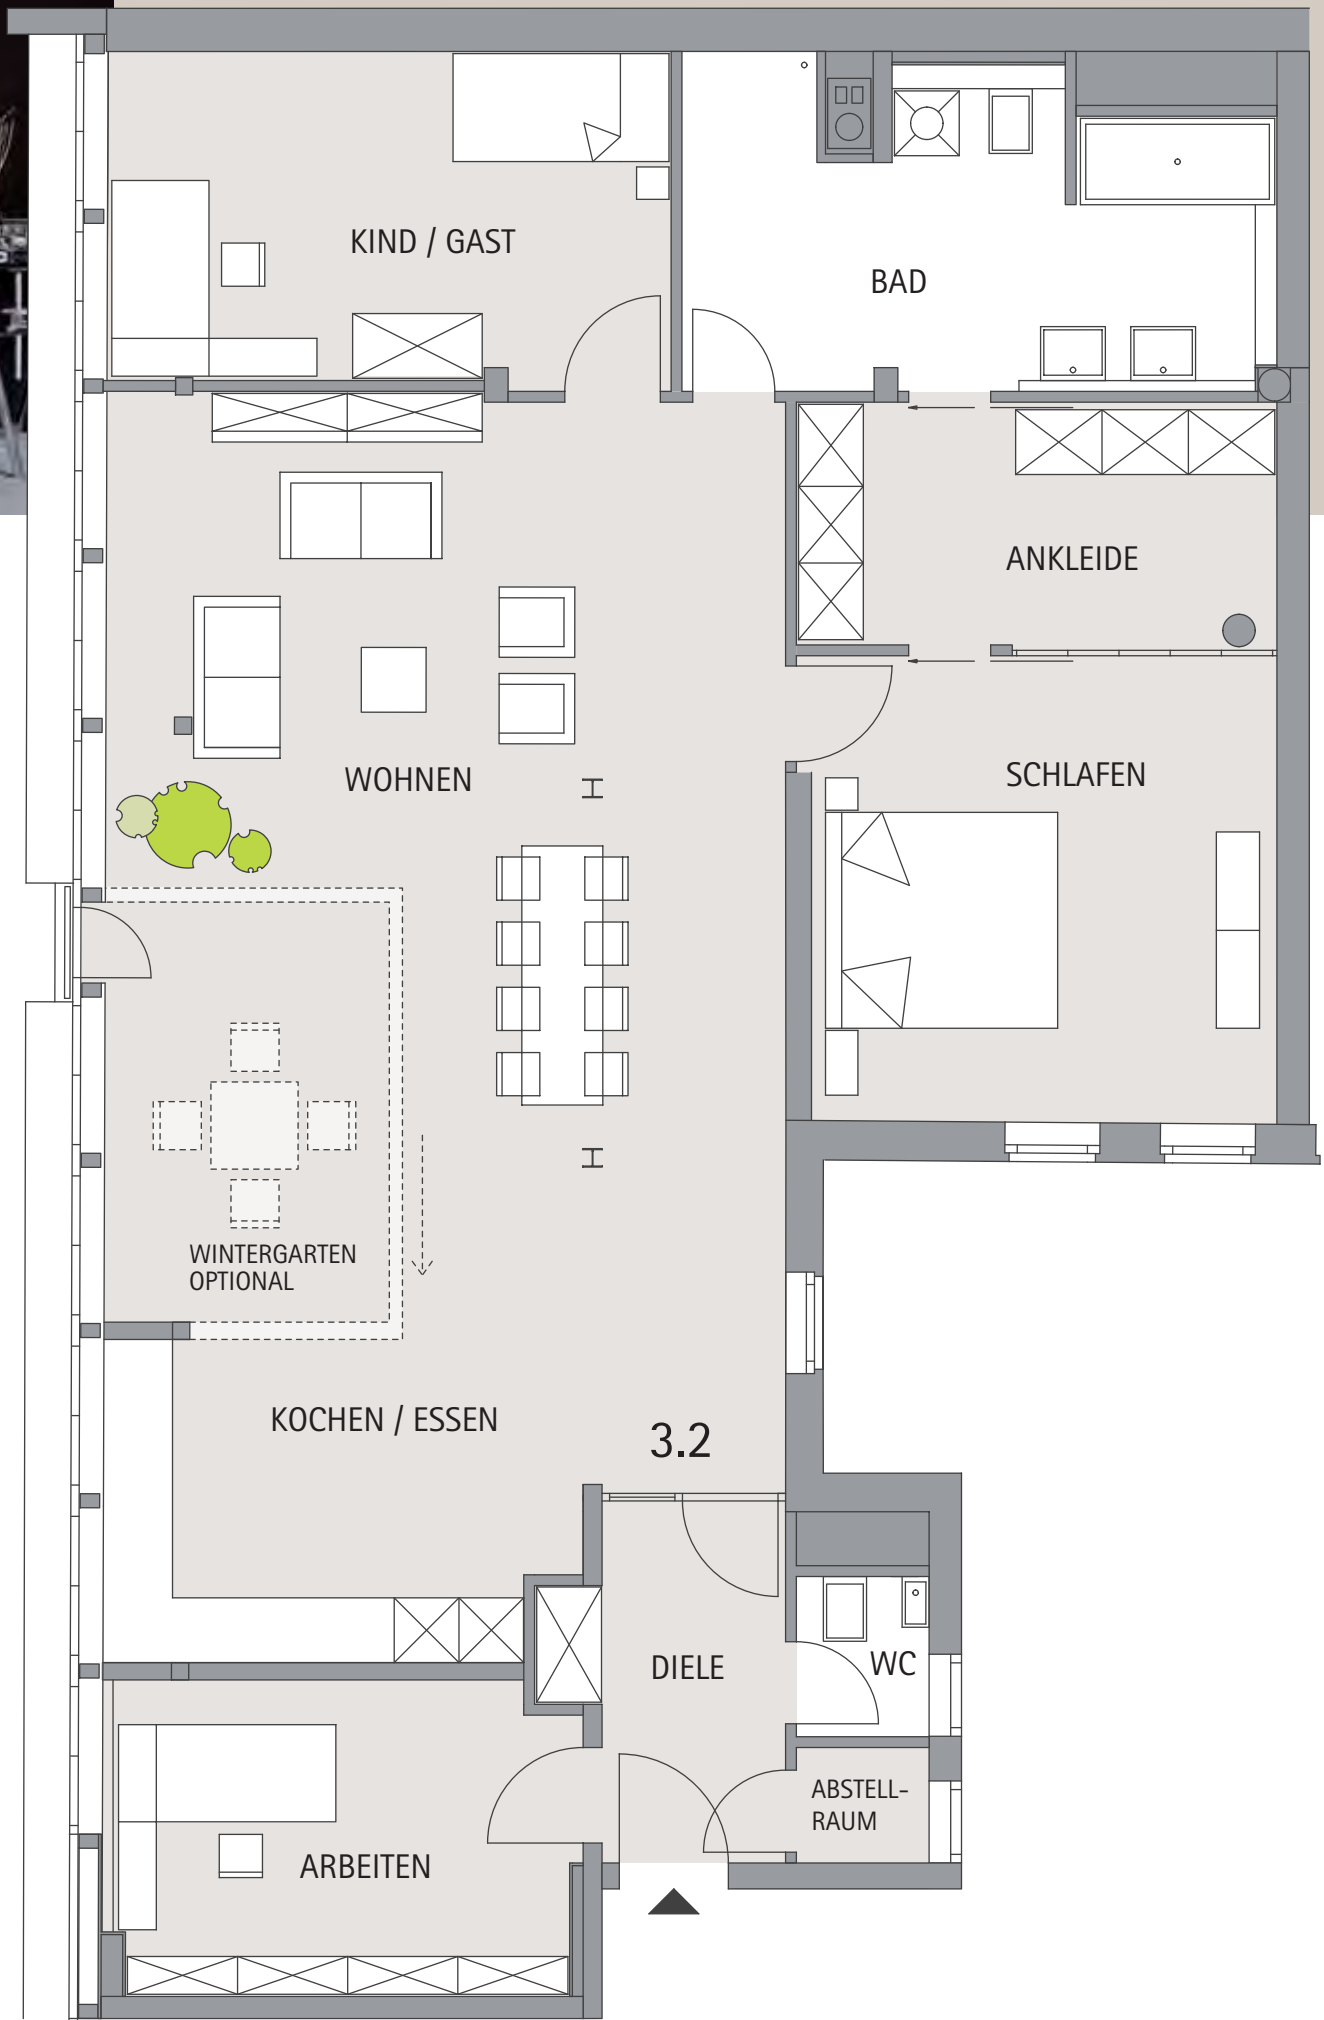 KIND / GAST
BAD
ANKLEIDE
WOHNEN
SCHLAFEN
WINTERGARTEN
OPTIONAL
KOCHEN / ESSEN
3.2
DIELE
WC
ABSTELL-
RAUM
ARBEITEN